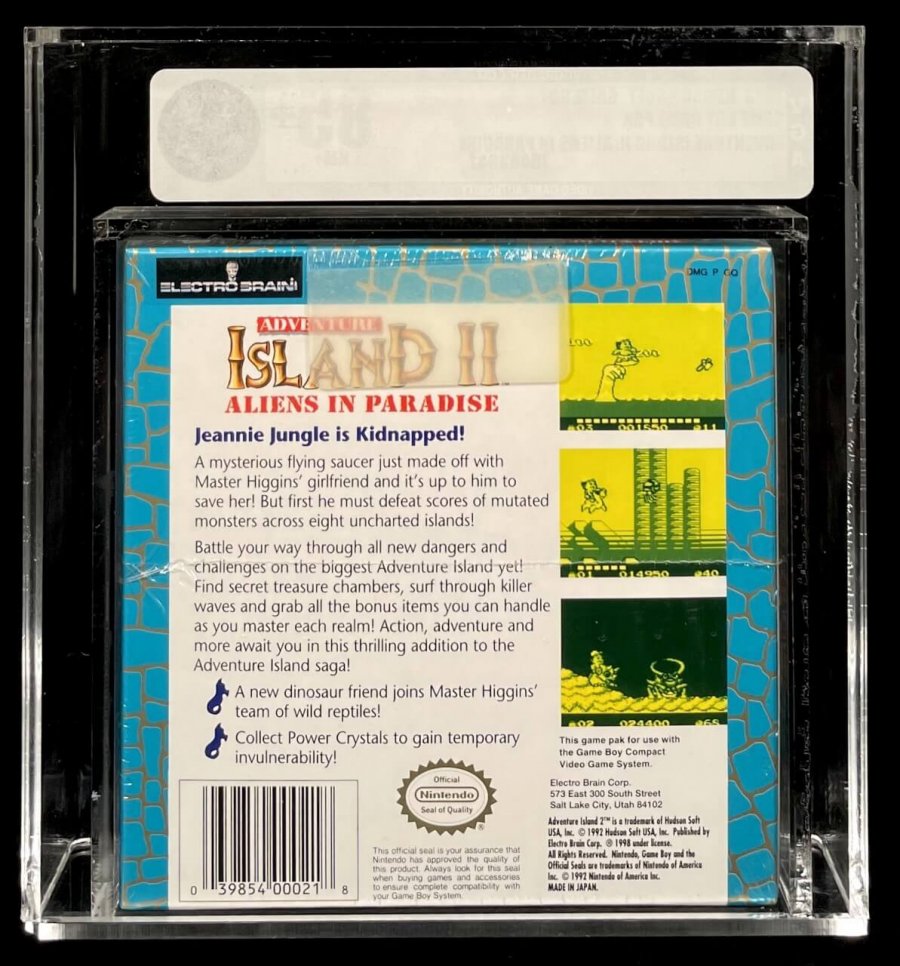 ELECTRO BRAIN
DMG P GQ
ADVENTURE
ISLAND II
ALIENS IN PARADISE
Jeannie Jungle is Kidnapped!
A mysterious flying saucer just made off with
Master Higgins' girlfriend and it's up to him to
save her! But first he must defeat scores of mutated
monsters across eight uncharted islands!
Battle your way through all new dangers and
challenges on the biggest Adventure Island yet!
Find secret treasure chambers, surf through killer
waves and grab all the bonus items you can handle
as you master each realm! Action, adventure and
more await you in this thrilling addition to the
Adventure Island saga!
A new dinosaur friend joins Master Higgins'
team of wild reptiles!
Collect Power Crystals to gain temporary
invulnerability!
03 001550 11
01 014950 40
02 024400 65
This game pak for use with
the Game Boy Compact
Video Game System.
Electro Brain Corp.
573 East 300 South Street
Salt Lake City, Utah 84102
Adventure Island 2™ is a trademark of Hudson Soft
USA, Inc. © 1992 Hudson Soft USA, Inc. Published by
Electro Brain Corp. ® 1998 under license.
All Rights Reserved. Nintendo, Game Boy and the
Official Seals are trademarks of Nintendo of America
Inc. © 1992 Nintendo of America Inc.
MADE IN JAPAN.
Official
Nintendo
Seal of Quality
®
This official seal is your assurance that
Nintendo has approved the quality of
this product. Always look for this seal
when buying games and accessories
to ensure complete compatibility with
your Game Boy System.
0 39854 00021 8